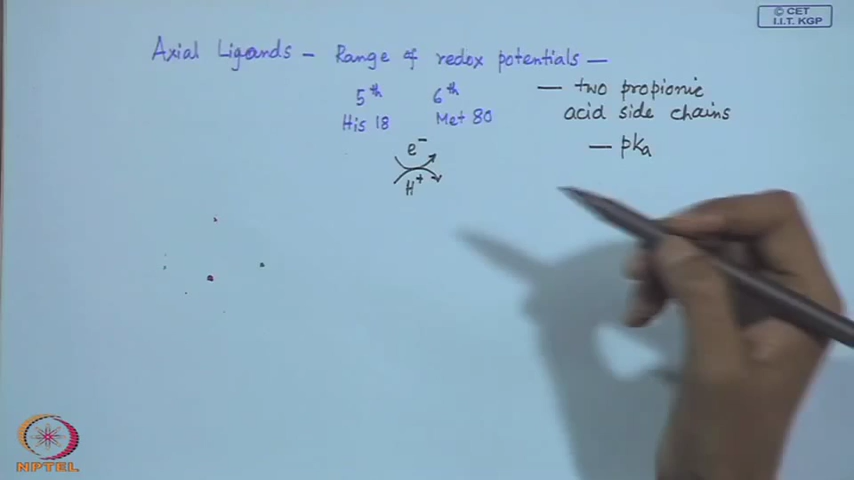 © CET
I.I.T. KGP
Axial Ligands — Range of redox potentials —
5th 6th
His 18 Met 80
— two propionic
acid side chains
— pKa
e−
H+
NPTEL